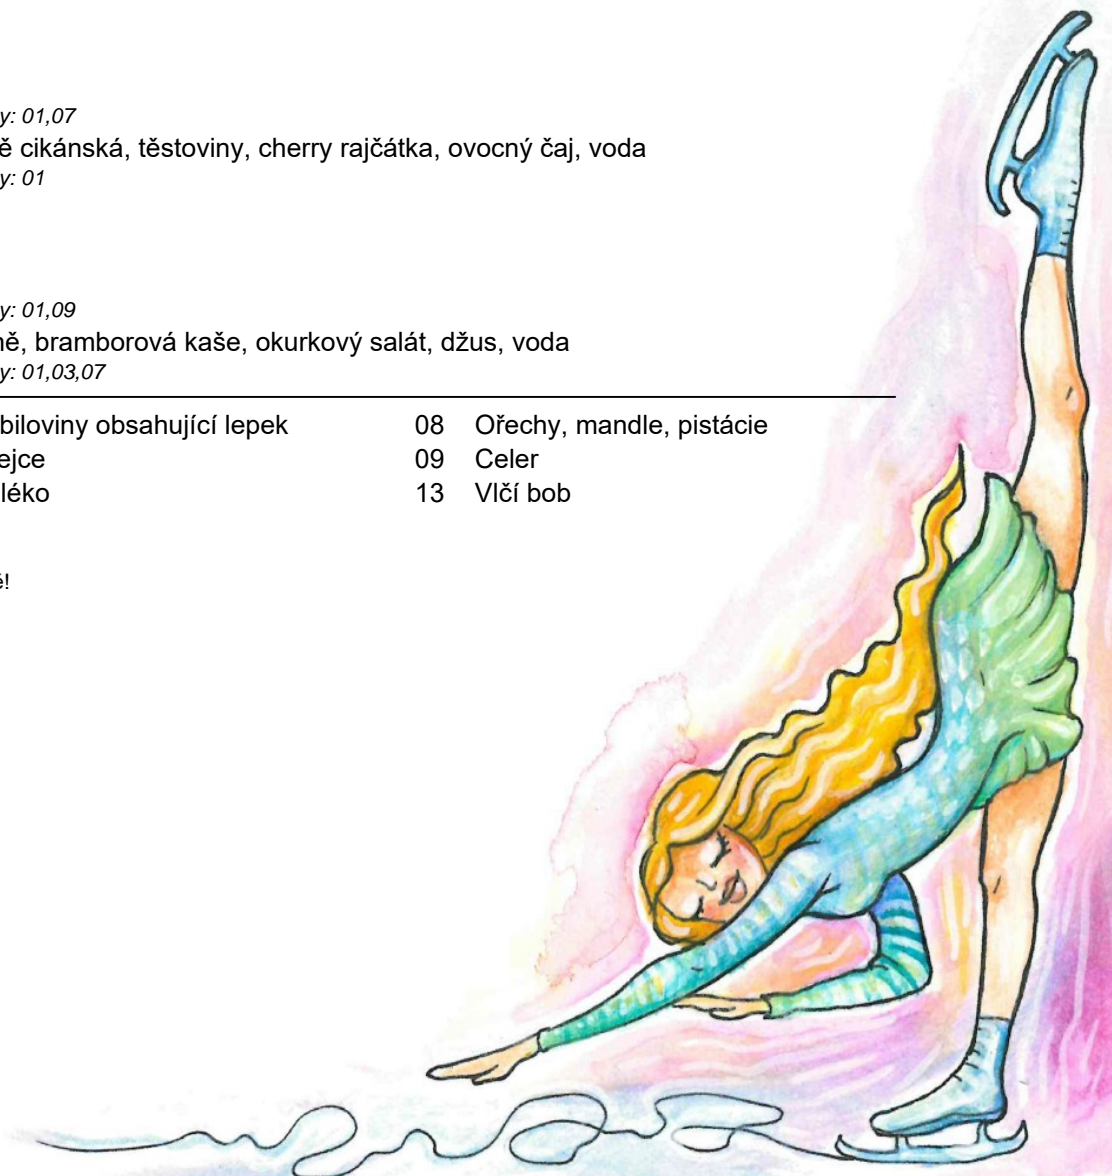 y: 01,07
ě cikánská, těstoviny, cherry rajčátka, ovocný čaj, voda
y: 01
y: 01,09
ně, bramborová kaše, okurkový salát, džus, voda
y: 01,03,07
biloviny obsahující lepek 08 Ořechy, mandle, pistácie
ejce 09 Celer
léko 13 Vlčí bob
ě!